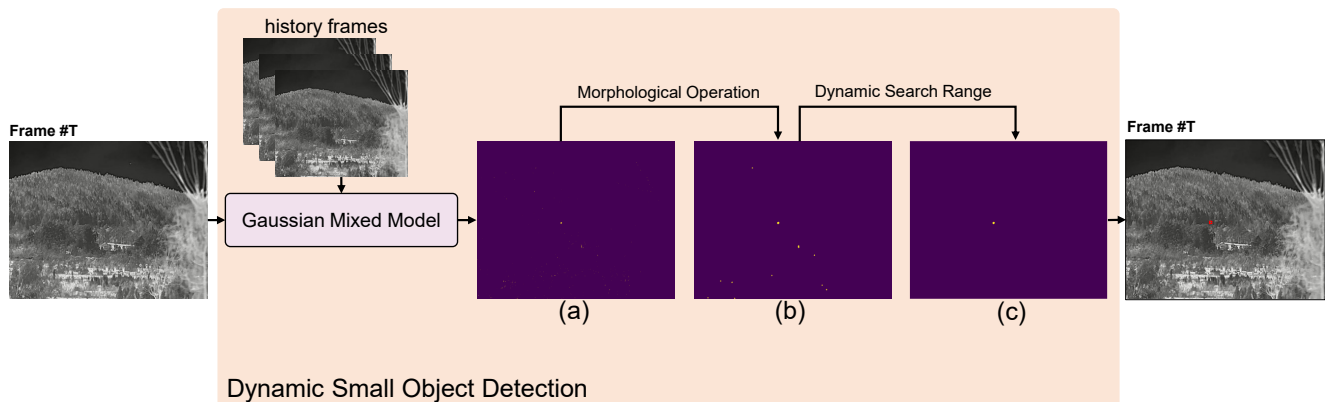 history frames
Morphological Operation
Dynamic Search Range
Frame #T
Frame #T
Gaussian Mixed Model
(a)
(b)
(c)
Dynamic Small Object Detection